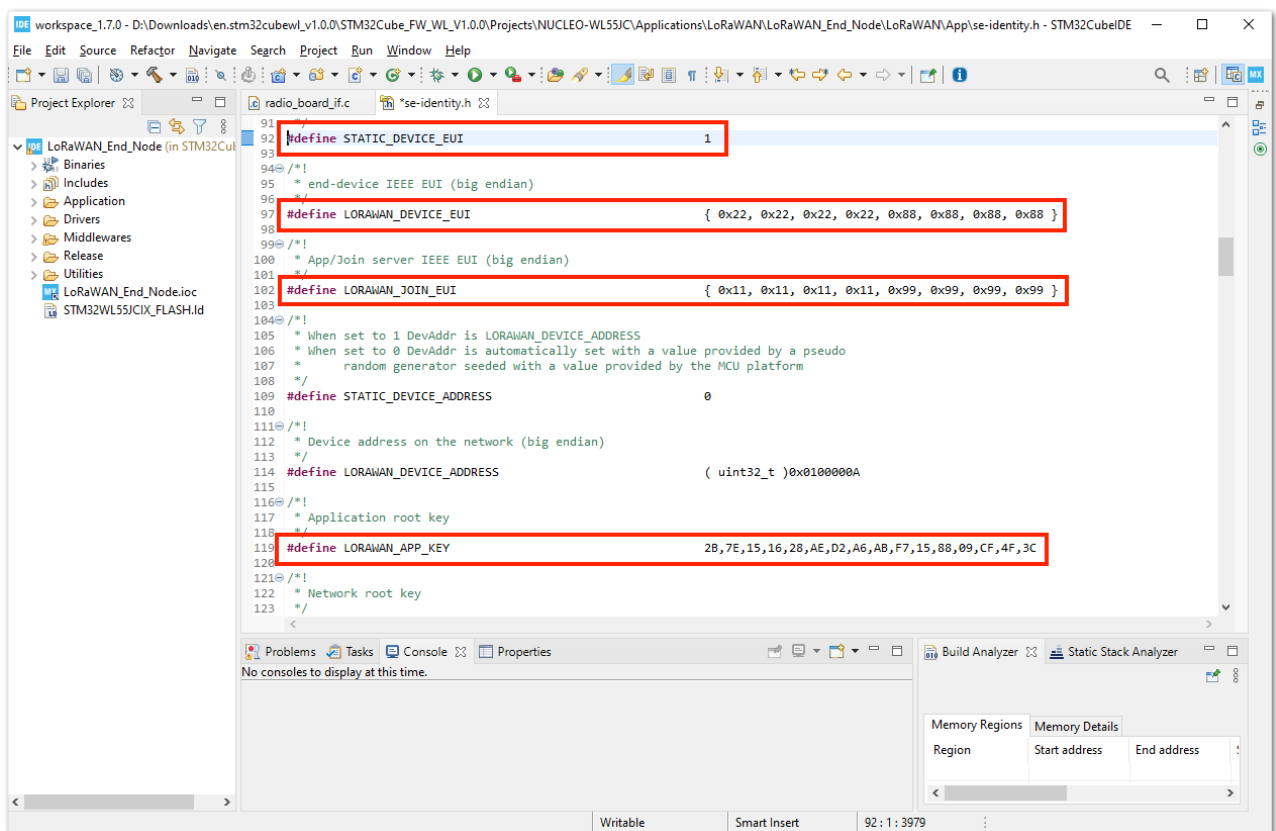 IDE workspace_1.7.0 - D:\Downloads\en.stm32cubewl_v1.0.0\STM32Cube_FW_WL_V1.0.0\Projects\NUCLEO-WL55JC\Applications\LoRaWAN\LoRaWAN_End_Node\LoRaWAN\App\se-identity.h - STM32CubeIDE
File Edit Source Refactor Navigate Search Project Run Window Help
MX
Project Explorer
IDE LoRaWAN_End_Node (in STM32Cul
Binaries
Includes
Application
Drivers
Middlewares
Release
Utilities
MX LoRaWAN_End_Node.ioc
STM32WL55JCIX_FLASH.ld
radio_board_if.c *se-identity.h
91 */
92 #define STATIC_DEVICE_EUI 1
93
94 /*!
95 * end-device IEEE EUI (big endian)
96 */
97 #define LORAWAN_DEVICE_EUI { 0x22, 0x22, 0x22, 0x22, 0x88, 0x88, 0x88, 0x88 }
98
99 /*!
100 * App/Join server IEEE EUI (big endian)
101 */
102 #define LORAWAN_JOIN_EUI { 0x11, 0x11, 0x11, 0x11, 0x99, 0x99, 0x99, 0x99 }
103
104 /*!
105 * When set to 1 DevAddr is LORAWAN_DEVICE_ADDRESS
106 * When set to 0 DevAddr is automatically set with a value provided by a pseudo
107 * random generator seeded with a value provided by the MCU platform
108 */
109 #define STATIC_DEVICE_ADDRESS 0
110
111 /*!
112 * Device address on the network (big endian)
113 */
114 #define LORAWAN_DEVICE_ADDRESS ( uint32_t )0x0100000A
115
116 /*!
117 * Application root key
118 */
119 #define LORAWAN_APP_KEY 2B,7E,15,16,28,AE,D2,A6,AB,F7,15,88,09,CF,4F,3C
120
121 /*!
122 * Network root key
123 */
Problems Tasks Console Properties
No consoles to display at this time.
Build Analyzer Static Stack Analyzer
Memory Regions Memory Details
Region Start address End address
Writable Smart Insert 92 : 1 : 3979